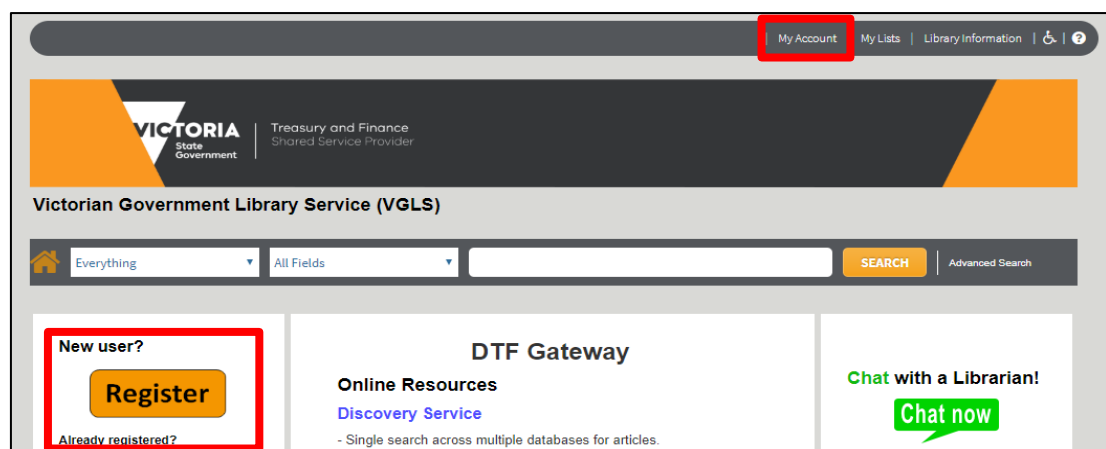 | My Account My Lists | Library Information | | ?
VICTORIA
State
Government
Treasury and Finance
Shared Service Provider
Victorian Government Library Service (VGLS)
Everything All Fields SEARCH Advanced Search
New user?
Register
Already registered?
DTF Gateway
Online Resources
Discovery Service
- Single search across multiple databases for articles.
Chat with a Librarian!
Chat now